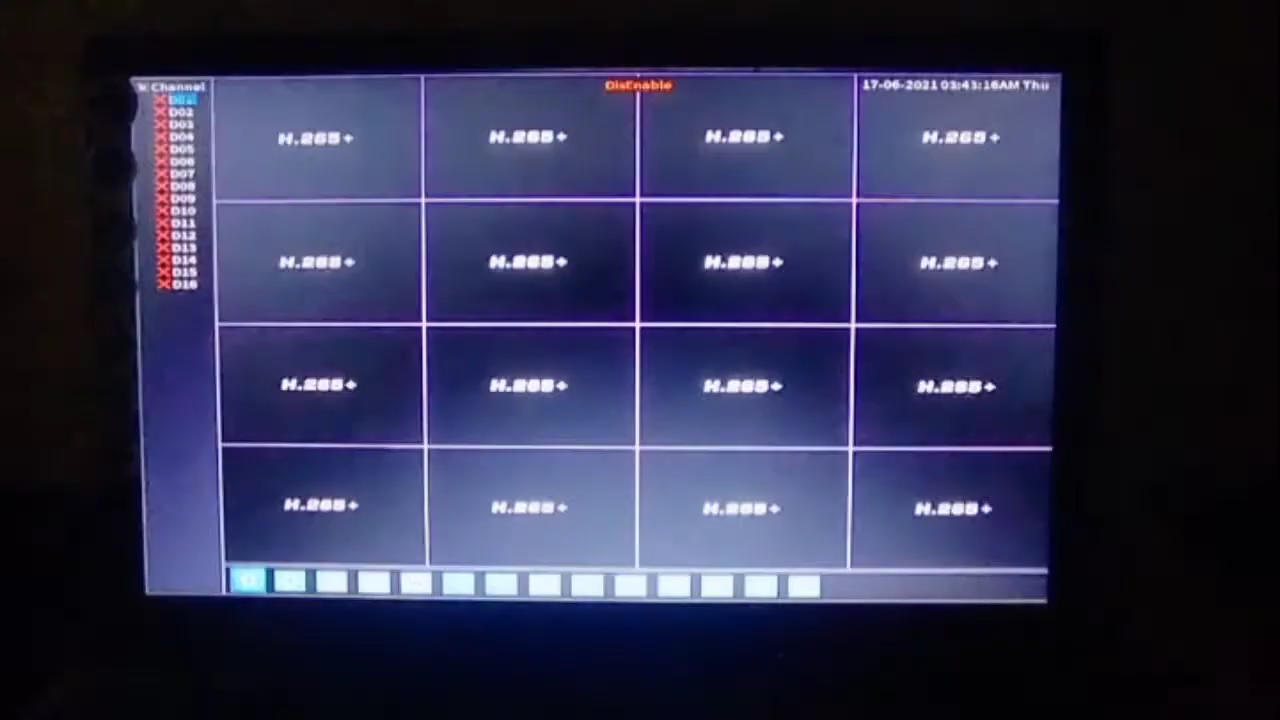 Channel
D01
D02
D03
D04
D05
D06
D07
D08
D09
D10
D11
D12
D13
D14
D15
D16
DisEnable
17-06-2021 03:43:16AM Thu
H.265+ H.265+ H.265+ H.265+
H.265+ H.265+ H.265+ H.265+
H.265+ H.265+ H.265+ H.265+
H.265+ H.265+ H.265+ H.265+